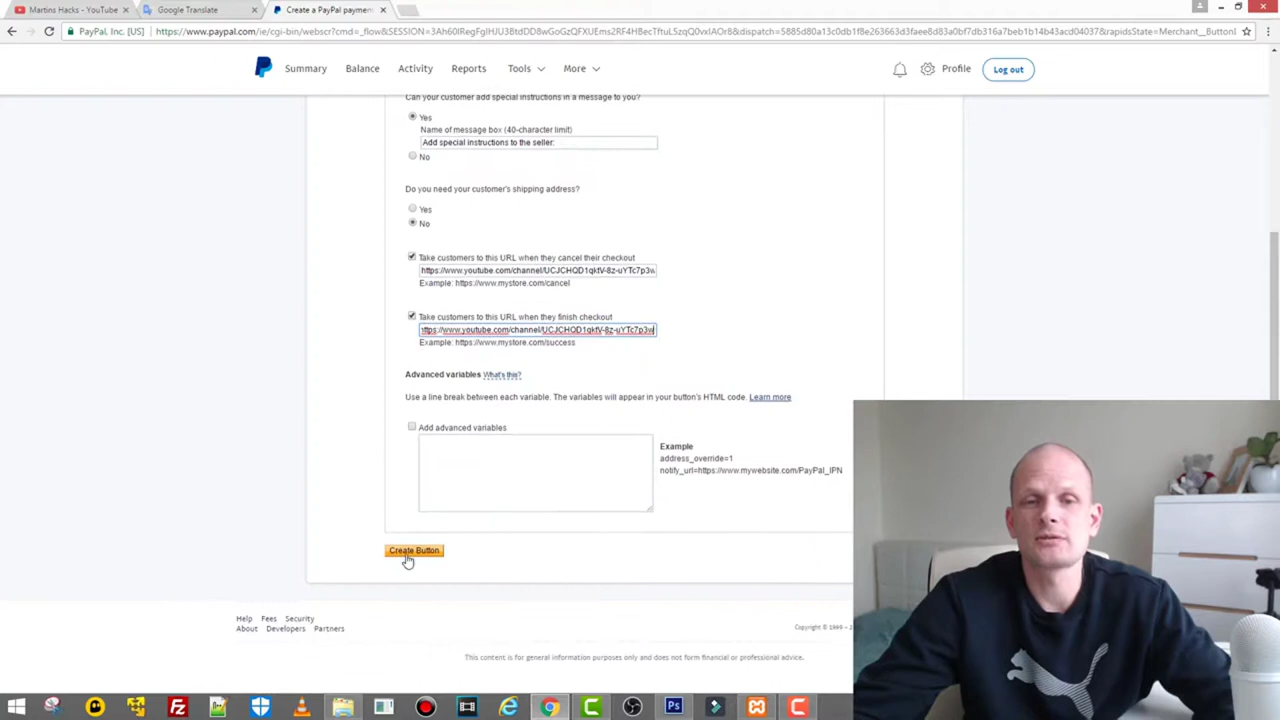 Martins Hacks - YouTube
Google Translate
Create a PayPal paymen
PayPal, Inc. [US]
Summary
Balance
Activity
Reports
Tools
More
Profile
Log out
Can your customer add special instructions in a message to you?
Yes
Name of message box (40-character limit)
Add special instructions to the seller:
No
Do you need your customer's shipping address?
Yes
No
Take customers to this URL when they cancel their checkout
Example: https://www.mystore.com/cancel
Take customers to this URL when they finish checkout
Example: https://www.mystore.com/success
Advanced variables What's this?
Use a line break between each variable. The variables will appear in your button's HTML code. Learn more
Add advanced variables
Example
address_override=1
notify_url=https://www.mywebsite.com/PayPal_IPN
Create Button
Help Fees Security
About Developers Partners
Copyright © 1999 – 2
This content is for general information purposes only and does not form financial or professional advice.